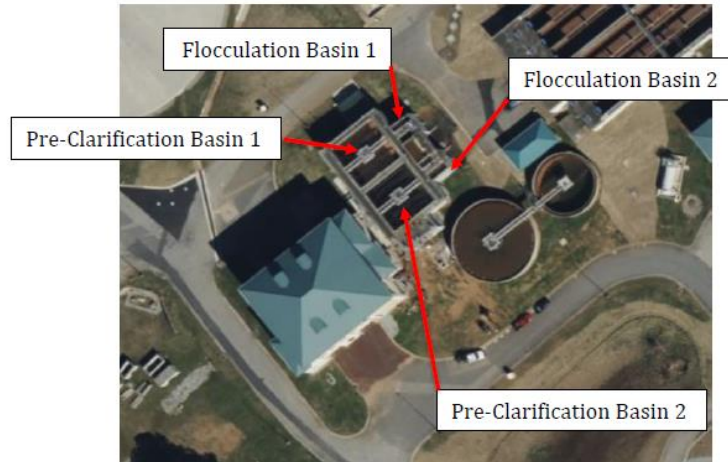 Flocculation Basin 1
Flocculation Basin 2
Pre-Clarification Basin 1
Pre-Clarification Basin 2